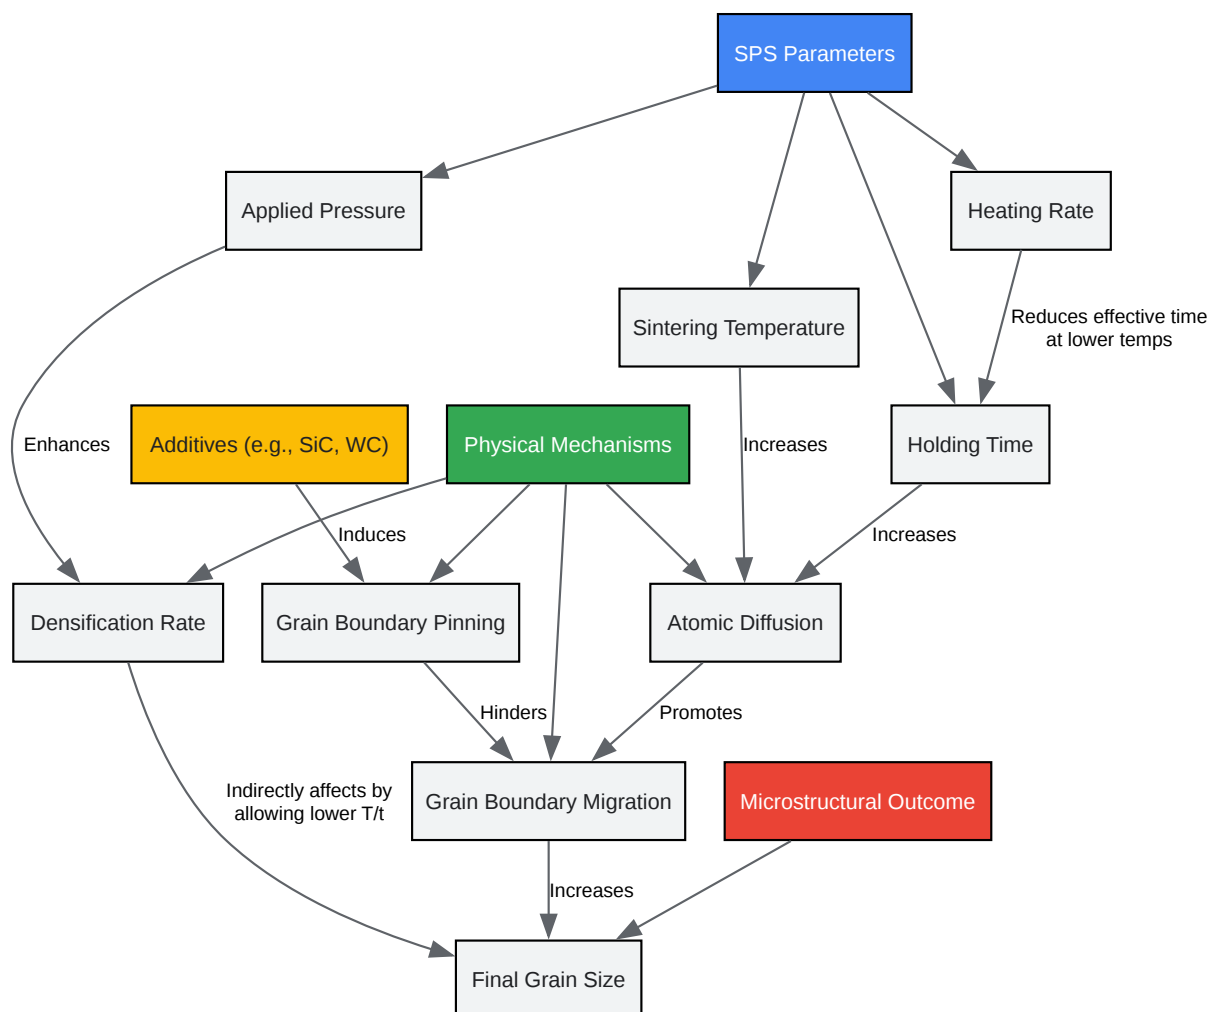 SPS Parameters
Applied Pressure
Heating Rate
Sintering Temperature
Reduces effective time
at lower temps
Enhances
Additives (e.g., SiC, WC)
Physical Mechanisms
Increases
Holding Time
Induces
Increases
Densification Rate
Grain Boundary Pinning
Atomic Diffusion
Hinders
Promotes
Indirectly affects by
allowing lower T/t
Grain Boundary Migration
Microstructural Outcome
Increases
Final Grain Size